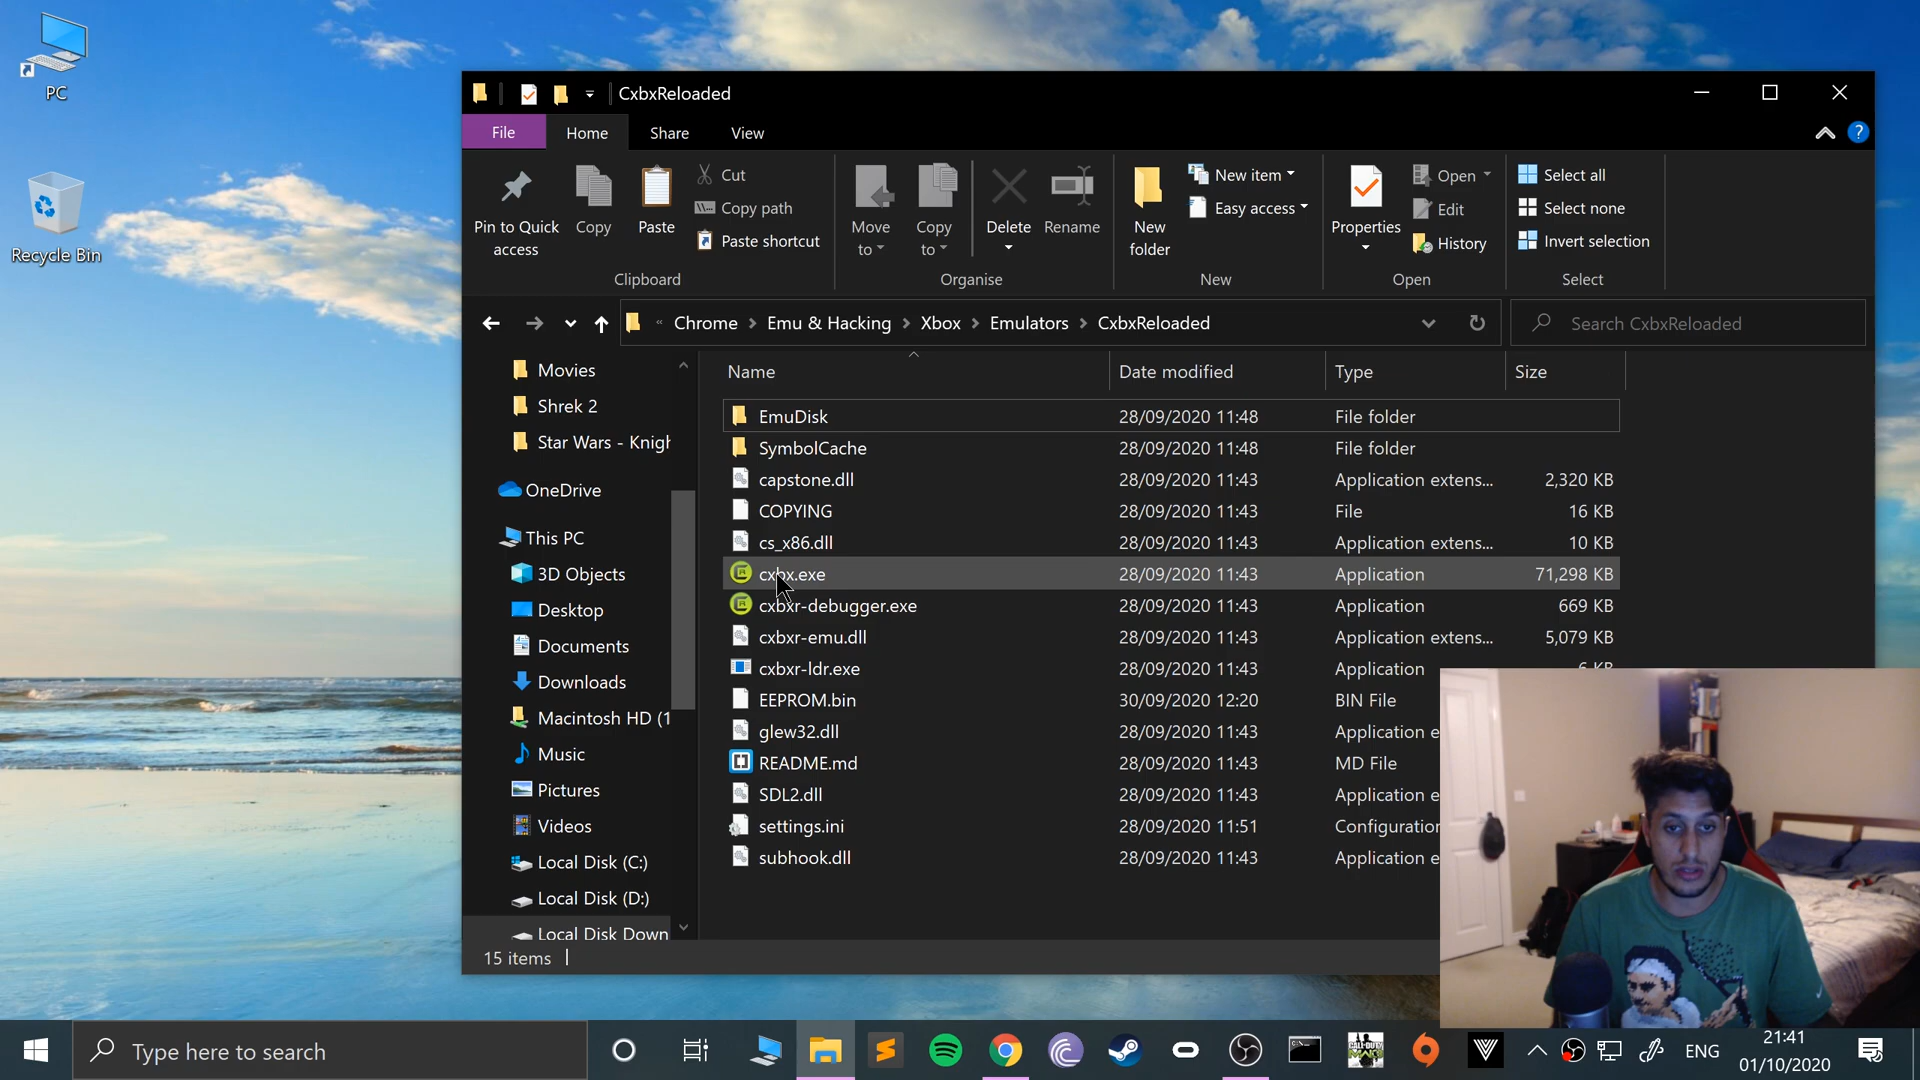 PC
Recycle Bin
CxbxReloaded
File Home Share View
Pin to Quick access
Copy
Paste
Cut
Copy path
Paste shortcut
Clipboard
Move to
Copy to
Delete
Rename
Organise
New folder
New item
Easy access
New
Properties
Open
Edit
History
Open
Select all
Select none
Invert selection
Select
« Chrome > Emu & Hacking > Xbox > Emulators > CxbxReloaded
Search CxbxReloaded
Movies
Shrek 2
Star Wars - Knigh
OneDrive
This PC
3D Objects
Desktop
Documents
Downloads
Macintosh HD (1
Music
Pictures
Videos
Local Disk (C:)
Local Disk (D:)
Local Disk Down
Name Date modified Type Size
EmuDisk 28/09/2020 11:48 File folder
SymbolCache 28/09/2020 11:48 File folder
capstone.dll 28/09/2020 11:43 Application extens... 2,320 KB
COPYING 28/09/2020 11:43 File 16 KB
cs_x86.dll 28/09/2020 11:43 Application extens... 10 KB
cxbx.exe 28/09/2020 11:43 Application 71,298 KB
cxbxr-debugger.exe 28/09/2020 11:43 Application 669 KB
cxbxr-emu.dll 28/09/2020 11:43 Application extens... 5,079 KB
cxbxr-ldr.exe 28/09/2020 11:43 Application 6 KB
EEPROM.bin 30/09/2020 12:20 BIN File
glew32.dll 28/09/2020 11:43 Application e
README.md 28/09/2020 11:43 MD File
SDL2.dll 28/09/2020 11:43 Application e
settings.ini 28/09/2020 11:51 Configuration
subhook.dll 28/09/2020 11:43 Application e
15 items
Type here to search
ENG
21:41
01/10/2020